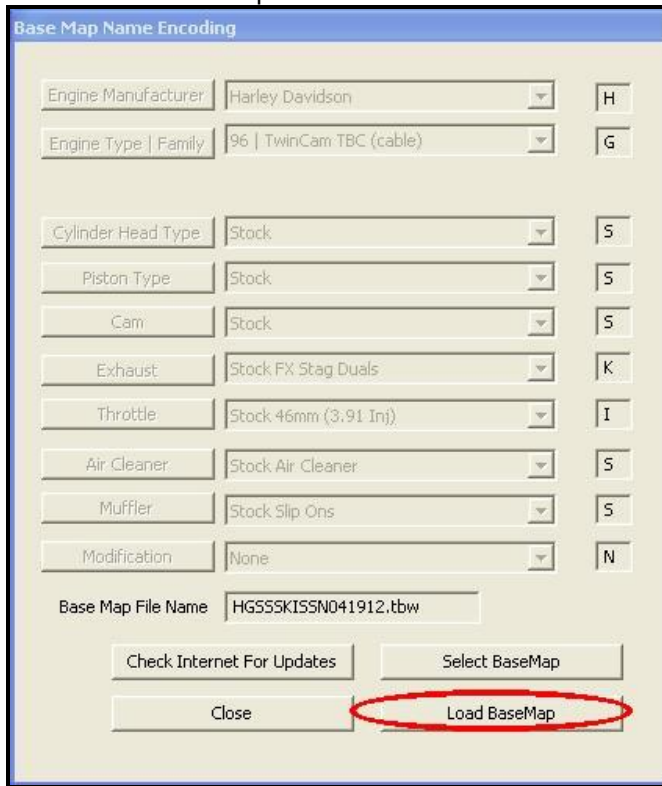 Base Map Name Encoding
Engine Manufacturer Harley Davidson H
Engine Type | Family 96 | TwinCam TBC (cable) G
Cylinder Head Type Stock S
Piston Type Stock S
Cam Stock S
Exhaust Stock FX Stag Duals K
Throttle Stock 46mm (3.91 Inj) I
Air Cleaner Stock Air Cleaner S
Muffler Stock Slip Ons S
Modification None N
Base Map File Name HGSSSKISSN041912.tbw
Check Internet For Updates Select BaseMap
Close Load BaseMap